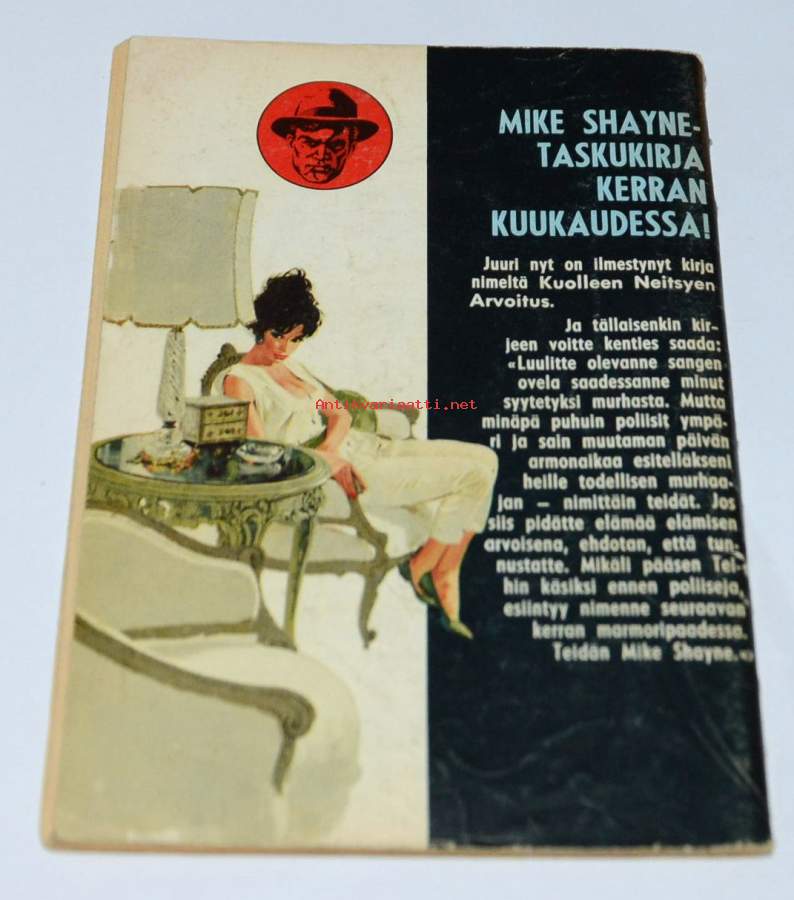 MIKE SHAYNE-
TASKUKIRJA
KERRAN
KUUKAUDESSA!
Juuri nyt on ilmestynyt kirja
nimeltä Kuolleen Neitsyen
Arvoitus.
Ja tällaisenkin kir-
jeen voitte kenties saada:
«Luulitte olevanne sangen
ovela saadessanne minut
syytetyksi murhasta. Mutta
minäpä puhuin poliisit ympä-
ri ja sain muutaman päivän
armonaikaa esitelläkseni
heille todellisen murhaa-
jan — nimittäin teidät. Jos
siis pidätte elämää elämisen
arvoisena, ehdotan, että tun-
nustatte. Mikäli pääsen Tei-
hin käsiksi ennen poliiseja,
esiintyy nimenne seuraavan
kerran marmoripaadessa.
Teidän Mike Shayne.«»
Antikvariaatti.net